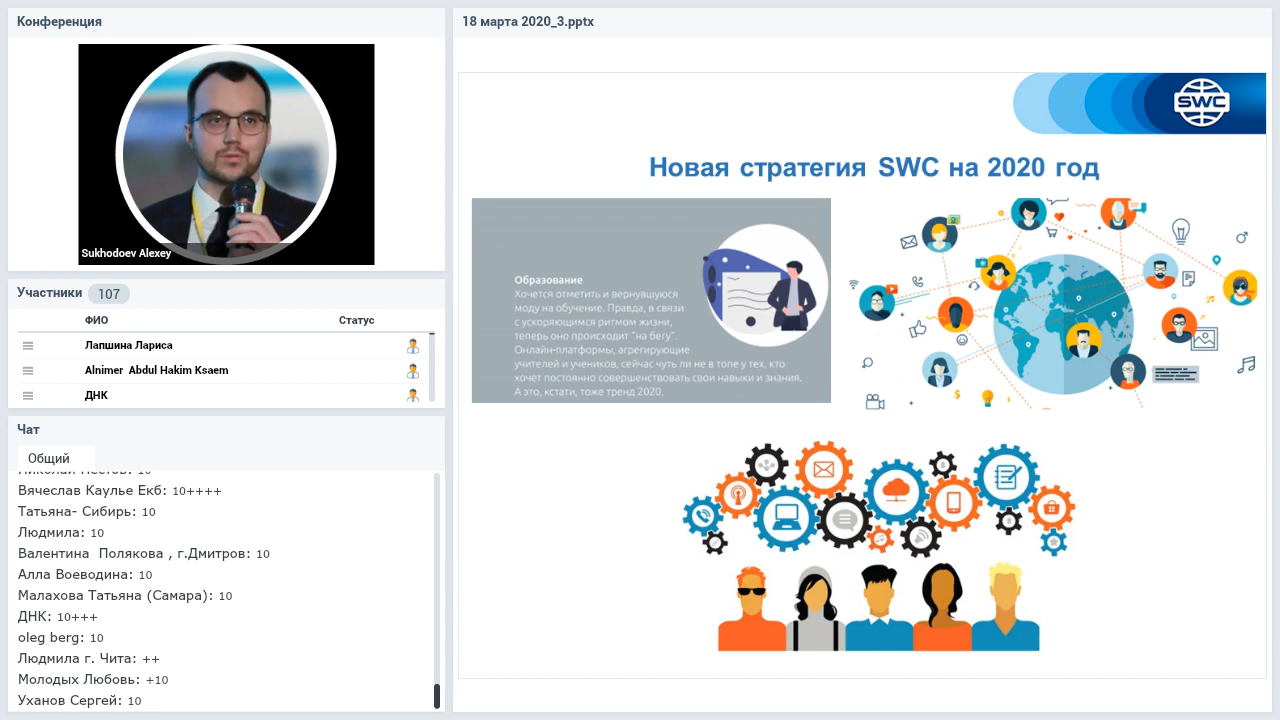 Конференция
Sukhodoev Alexey
Участники 107
ФИО Статус
Лапшина Лариса
Alnimer Abdul Hakim Ksaem
ДНК
Чат
Общий
Вячеслав Каулье Екб: 10++++
Татьяна- Сибирь: 10
Людмила: 10
Валентина Полякова , г.Дмитров: 10
Алла Воеводина: 10
Малахова Татьяна (Самара): 10
ДНК: 10+++
oleg berg: 10
Людмила г. Чита: ++
Молодых Любовь: +10
Уханов Сергей: 10
18 марта 2020_3.pptx
SWC
Новая стратегия SWC на 2020 год
Образование
Хочется отметить и вернувшуюся
моду на обучение. Правда, в связи
с ускоряющимся ритмом жизни,
теперь оно происходит "на бегу".
Онлайн-платформы, агрегирующие
учителей и учеников, сейчас чуть ли не в топе у тех, кто
хочет постоянно совершенствовать свои навыки и знания.
А это, кстати, тоже тренд 2020.